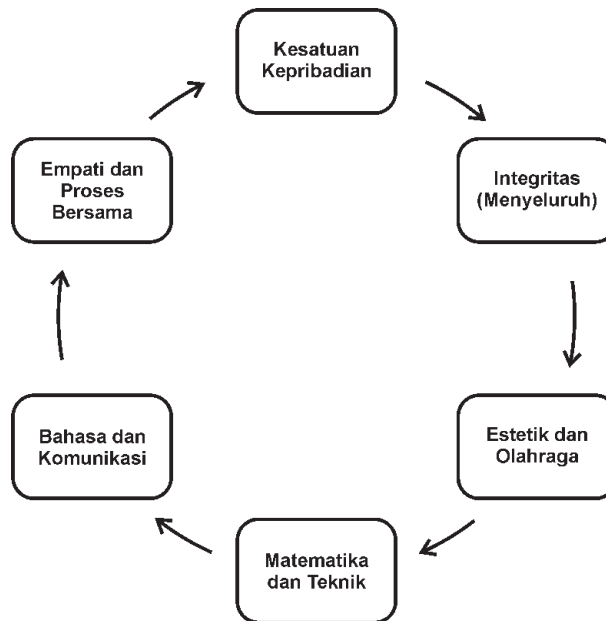 Kesatuan
Kepribadian
Integritas
(Menyeluruh)
Estetik dan
Olahraga
Matematika
dan Teknik
Bahasa dan
Komunikasi
Empati dan
Proses
Bersama